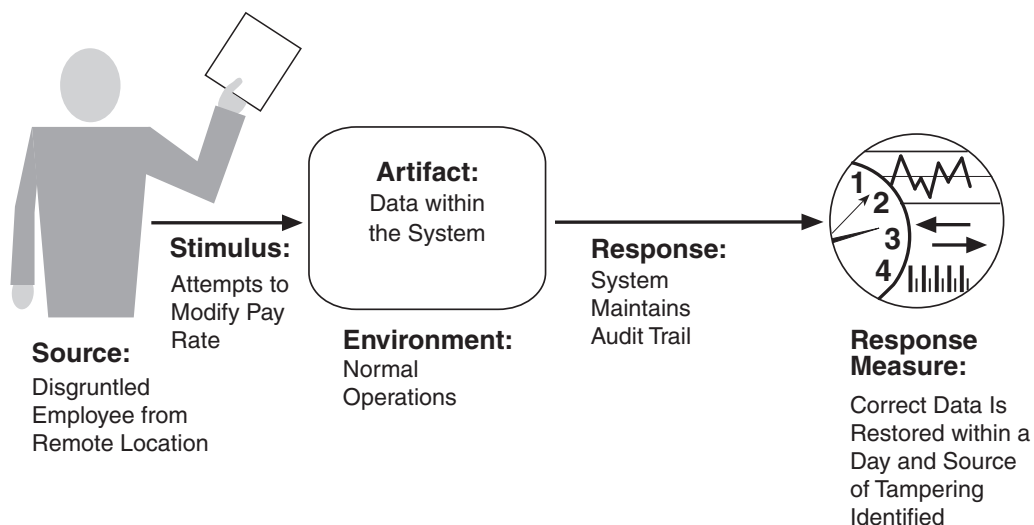 Source:
Disgruntled
Employee from
Remote Location
Stimulus:
Attempts to
Modify Pay
Rate
Artifact:
Data within
the System
Environment:
Normal
Operations
Response:
System
Maintains
Audit Trail
1
2
3
4
Response
Measure:
Correct Data Is
Restored within a
Day and Source
of Tampering
Identified